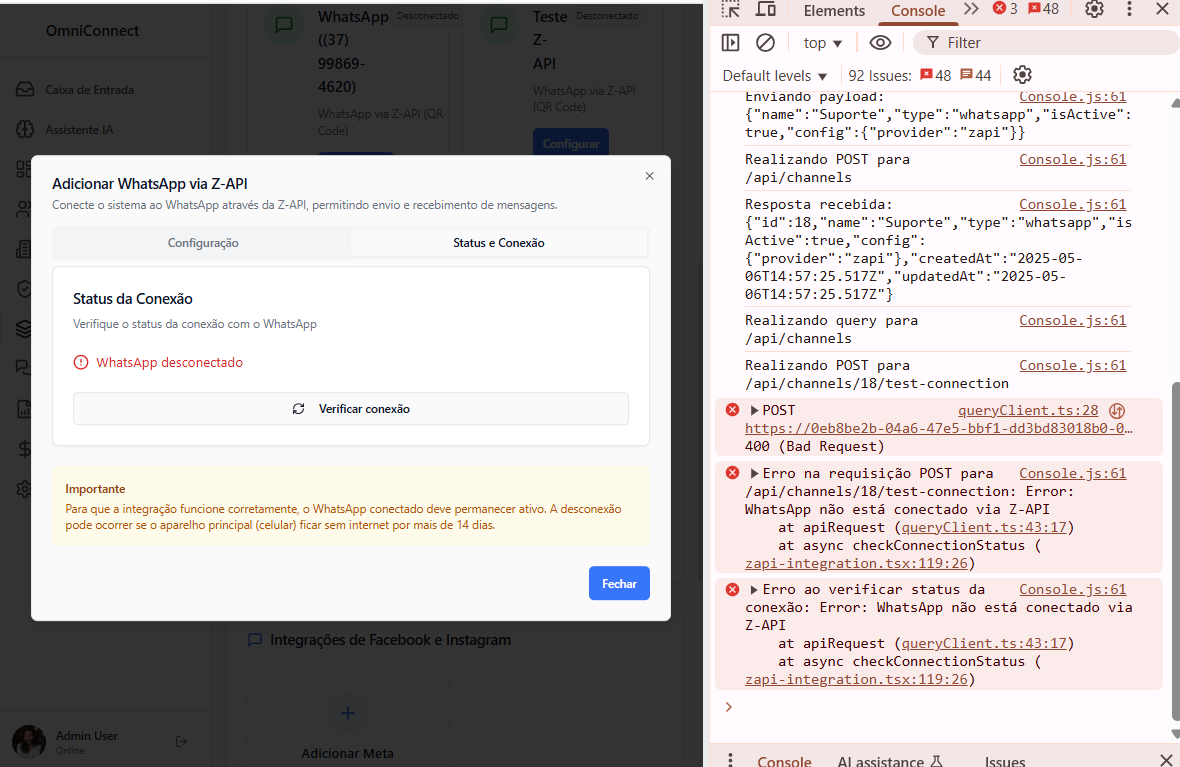 OmniConnect
Caixa de Entrada
Assistente IA
WhatsApp
((37)
99869-
4620)
Desconectado
WhatsApp via Z-API (QR
Code)
Teste
Z-
API
Desconectado
WhatsApp via Z-API
(QR Code)
Configurar
Adicionar WhatsApp via Z-API
Conecte o sistema ao WhatsApp através da Z-API, permitindo envio e recebimento de mensagens.
Configuração
Status e Conexão
Status da Conexão
Verifique o status da conexão com o WhatsApp
WhatsApp desconectado
Verificar conexão
Importante
Para que a integração funcione corretamente, o WhatsApp conectado deve permanecer ativo. A desconexão
pode ocorrer se o aparelho principal (celular) ficar sem internet por mais de 14 dias.
Fechar
Integrações de Facebook e Instagram
Adicionar Meta
Admin User
Online
Elements
Console
3
48
top
Filter
Default levels
92 Issues:
48
44
Enviando payload: Console.js:61
{"name":"Suporte","type":"whatsapp","isActive":
true,"config":{"provider":"zapi"}}
Realizando POST para Console.js:61
/api/channels
Resposta recebida: Console.js:61
{"id":18,"name":"Suporte","type":"whatsapp","is
Active":true,"config":
{"provider":"zapi"},"createdAt":"2025-05-
06T14:57:25.517Z","updatedAt":"2025-05-
06T14:57:25.517Z"}
Realizando query para Console.js:61
/api/channels
Realizando POST para Console.js:61
/api/channels/18/test-connection
POST queryClient.ts:28
https://0eb8be2b-04a6-47e5-bbf1-dd3bd83018b0-0…
400 (Bad Request)
Erro na requisição POST para Console.js:61
/api/channels/18/test-connection: Error:
WhatsApp não está conectado via Z-API
at apiRequest (queryClient.ts:43:17)
at async checkConnectionStatus (
zapi-integration.tsx:119:26)
Erro ao verificar status da Console.js:61
conexão: Error: WhatsApp não está conectado via
Z-API
at apiRequest (queryClient.ts:43:17)
at async checkConnectionStatus (
zapi-integration.tsx:119:26)
Console
AI assistance
Issues